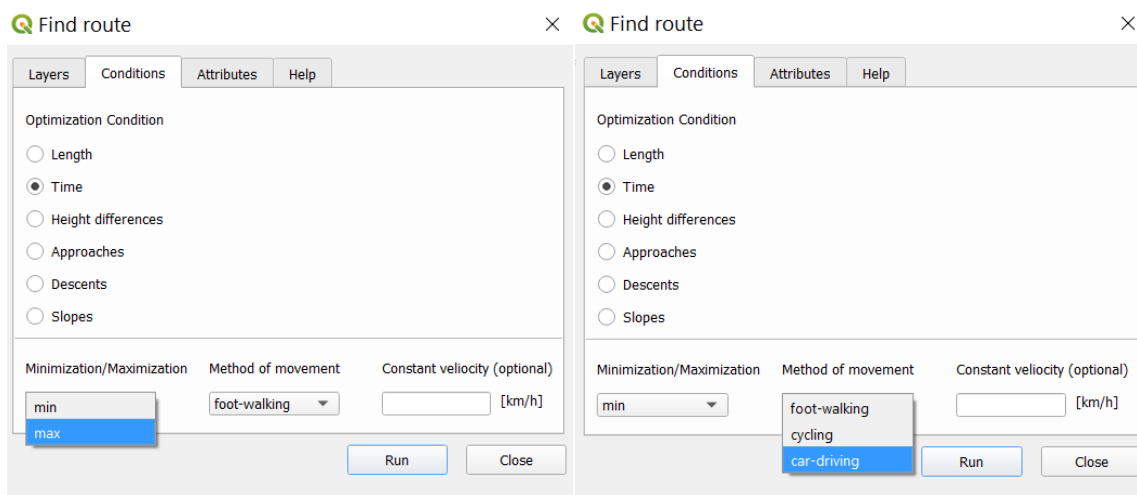 Find route
Layers Conditions Attributes Help
Optimization Condition
Length
Time
Height differences
Approaches
Descents
Slopes
Minimization/Maximization Method of movement Constant veliocity (optional)
min
max
foot-walking
[km/h]
Run Close
Find route
Layers Conditions Attributes Help
Optimization Condition
Length
Time
Height differences
Approaches
Descents
Slopes
Minimization/Maximization Method of movement Constant veliocity (optional)
min
foot-walking
cycling
car-driving
[km/h]
Run Close